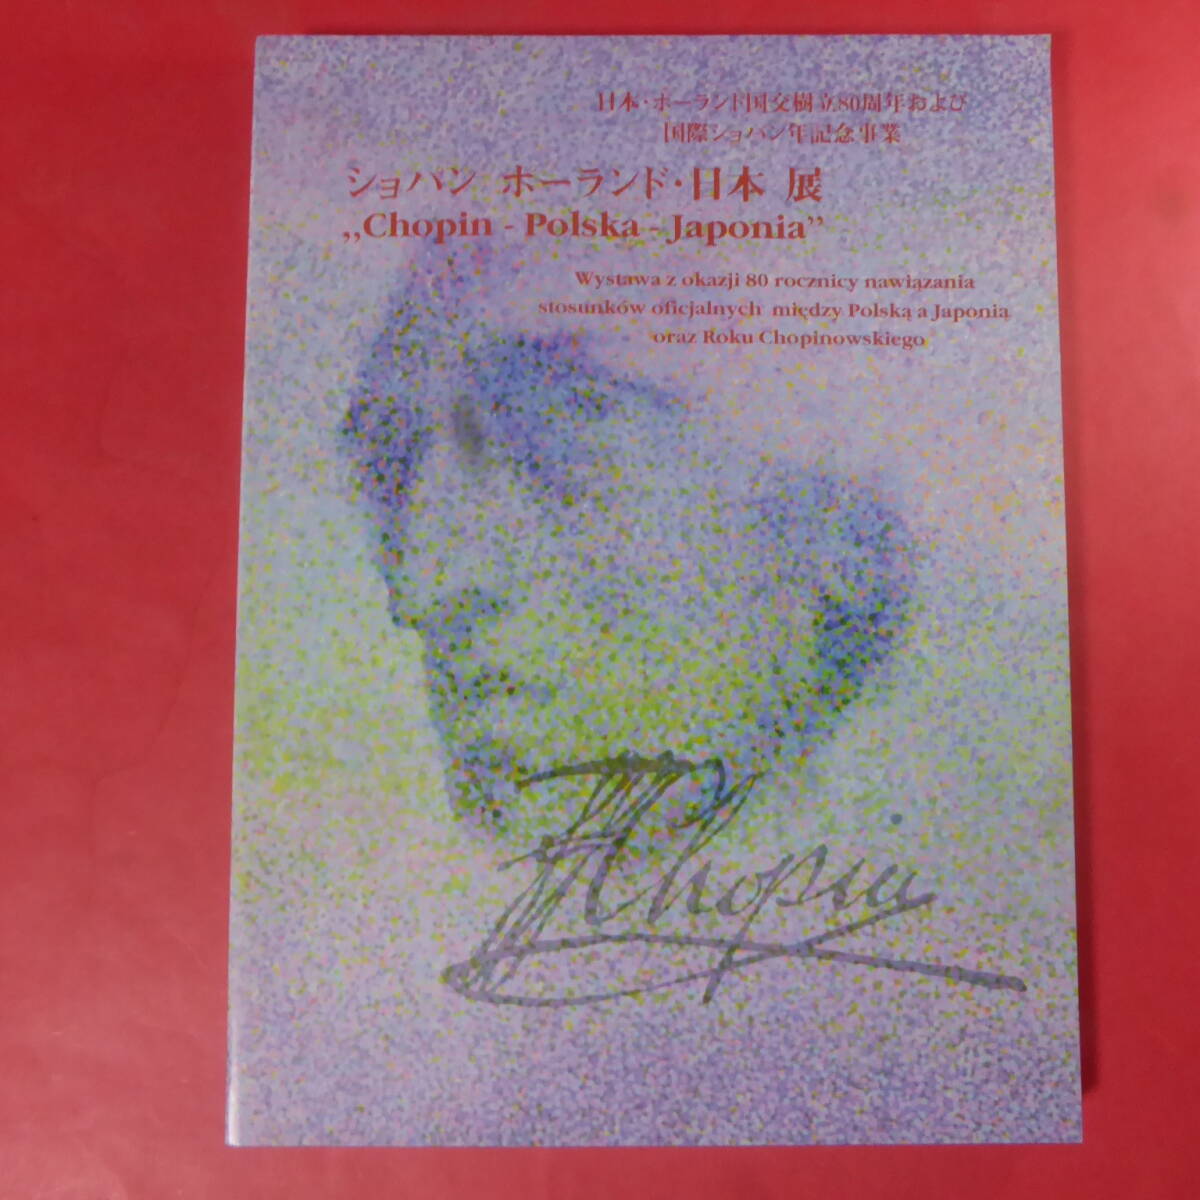 日本・ポーランド国交樹立80周年および
国際ショパン年記念事業
ショパン ポーランド・日本 展
„Chopin - Polska - Japonia”
Wystawa z okazji 80 rocznicy nawiązania
stosunków oficjalnych między Polską a Japonią
oraz Roku Chopinowskiego
Chopin